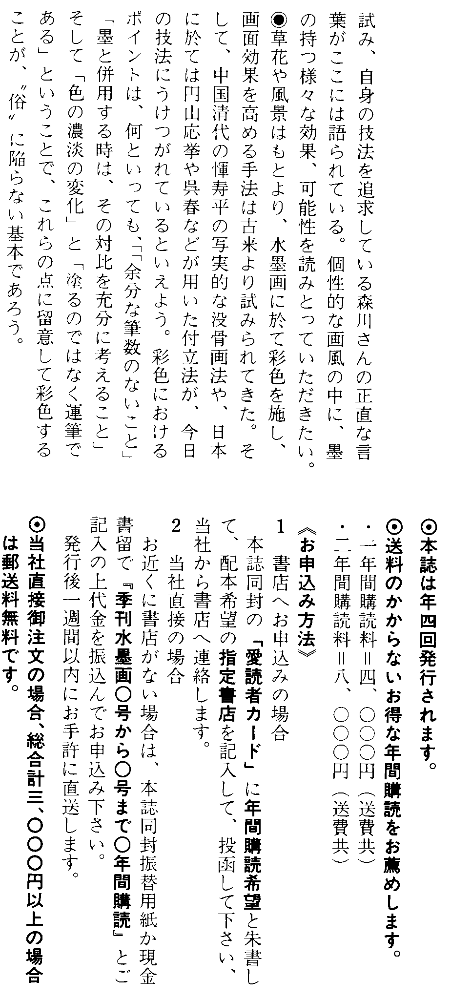 試み、自身の技法を追求している森川さんの正直な言
葉がここには語られている。個性的な画風の中に、墨
の持つ様々な効果、可能性を読みとっていただきたい。
◉草花や風景はもとより、水墨画に於て彩色を施し、
画面効果を高める手法は古来より試みられてきた。そ
して、中国清代の惲寿平の写実的な没骨画法や、日本
に於ては円山応挙や呉春などが用いた付立法が、今日
の技法にうけつがれているといえよう。彩色における
ポイントは、何といっても、「「余分な筆数のないこと」
「墨と併用する時は、その対比を充分に考えること」
そして「色の濃淡の変化」と「塗るのではなく運筆で
ある」ということで、これらの点に留意して彩色する
ことが、〝俗〟に陥らない基本であろう。
⊙本誌は年四回発行されます。
⊙送料のかからないお得な年間購読をお薦めします。
・一年間購読料＝四、〇〇〇円（送費共）
・二年間購読料＝八、〇〇〇円（送費共）
《お申込み方法》
1　書店へお申込みの場合
本誌同封の「愛読者カード」に年間購読希望と朱書し
て、配本希望の指定書店を記入して、投函して下さい、
当社から書店へ連絡します。
2　当社直接の場合
お近くに書店がない場合は、本誌同封振替用紙か現金
書留で『季刊水墨画〇号から〇号まで〇年間購読』とご
記入の上代金を振込んでお申込み下さい。
発行後一週間以内にお手許に直送します。
⊙当社直接御注文の場合、総合計三、〇〇〇円以上の場合
は郵送料無料です。